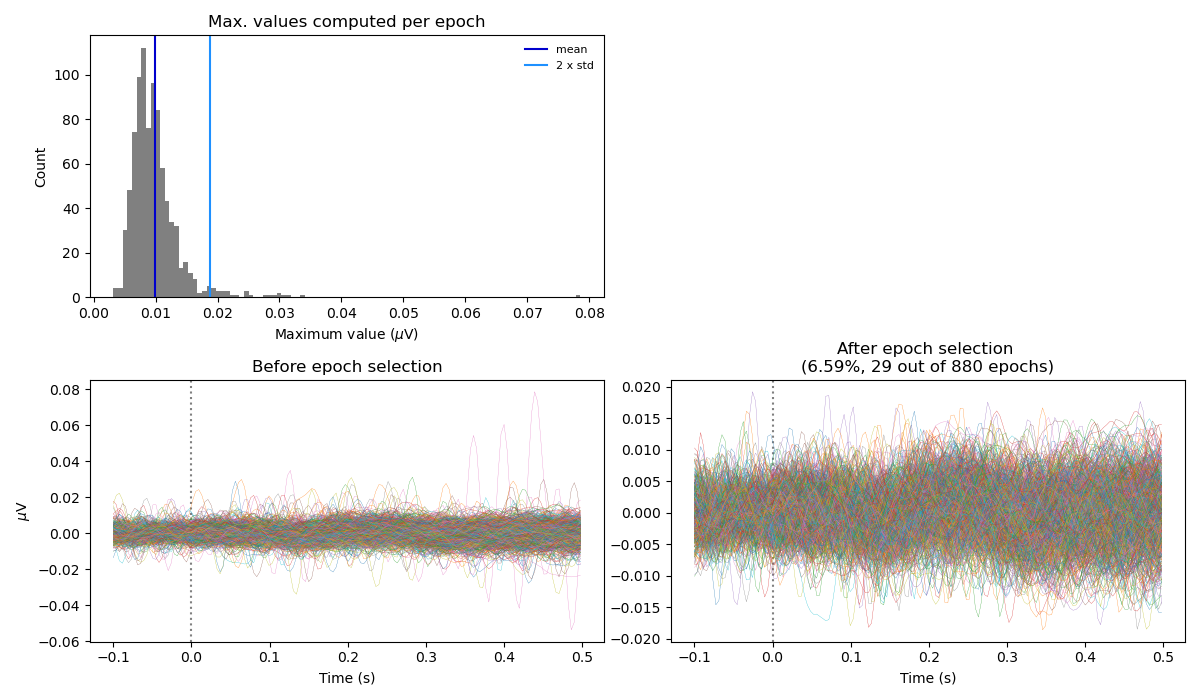 Max. values computed per epoch
mean
2 x std
Count
100
80
60
40
20
0
0.00 0.01 0.02 0.03 0.04 0.05 0.06 0.07 0.08
Maximum value (μV)
Before epoch selection
μV
0.08
0.06
0.04
0.02
0.00
−0.02
−0.04
−0.06
−0.1 0.0 0.1 0.2 0.3 0.4 0.5
Time (s)
After epoch selection
(6.59%, 29 out of 880 epochs)
0.020
0.015
0.010
0.005
0.000
−0.005
−0.010
−0.015
−0.020
−0.1 0.0 0.1 0.2 0.3 0.4 0.5
Time (s)